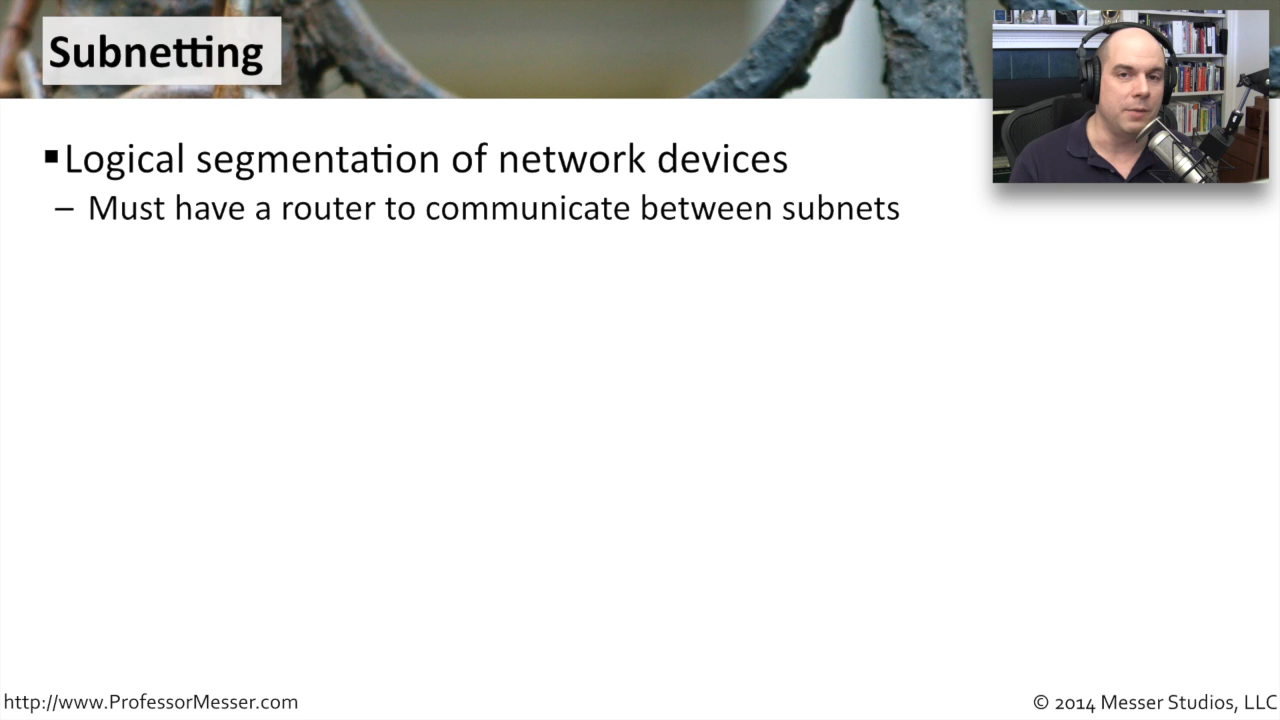 Subnetting
▪Logical segmentation of network devices
– Must have a router to communicate between subnets
http://www.ProfessorMesser.com
© 2014 Messer Studios, LLC